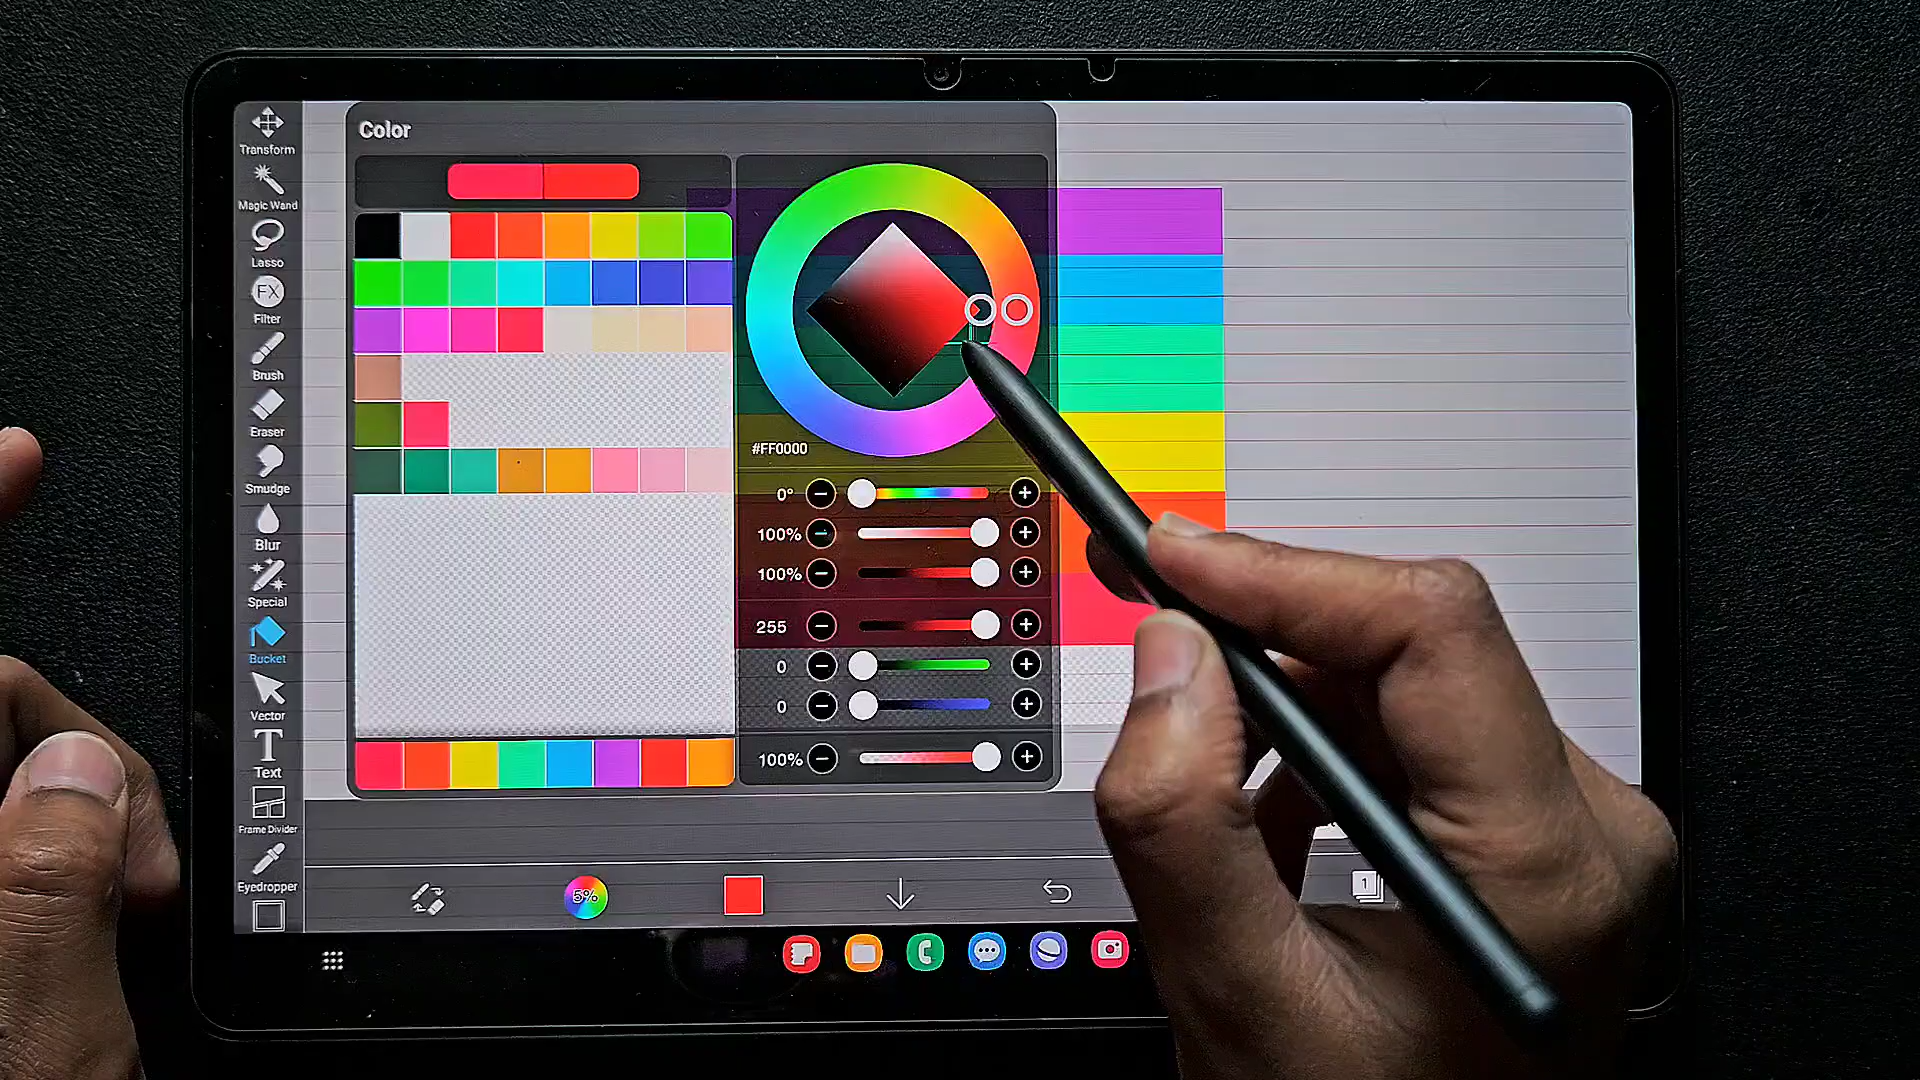 Color
Transform
Magic Wand
Lasso
FX
Filter
Brush
Eraser
Smudge
Blur
Special
Bucket
Vector
T
Text
Frame Divider
Eyedropper
#FF0000
0°
100%
100%
255
0
0
100%
5%
1